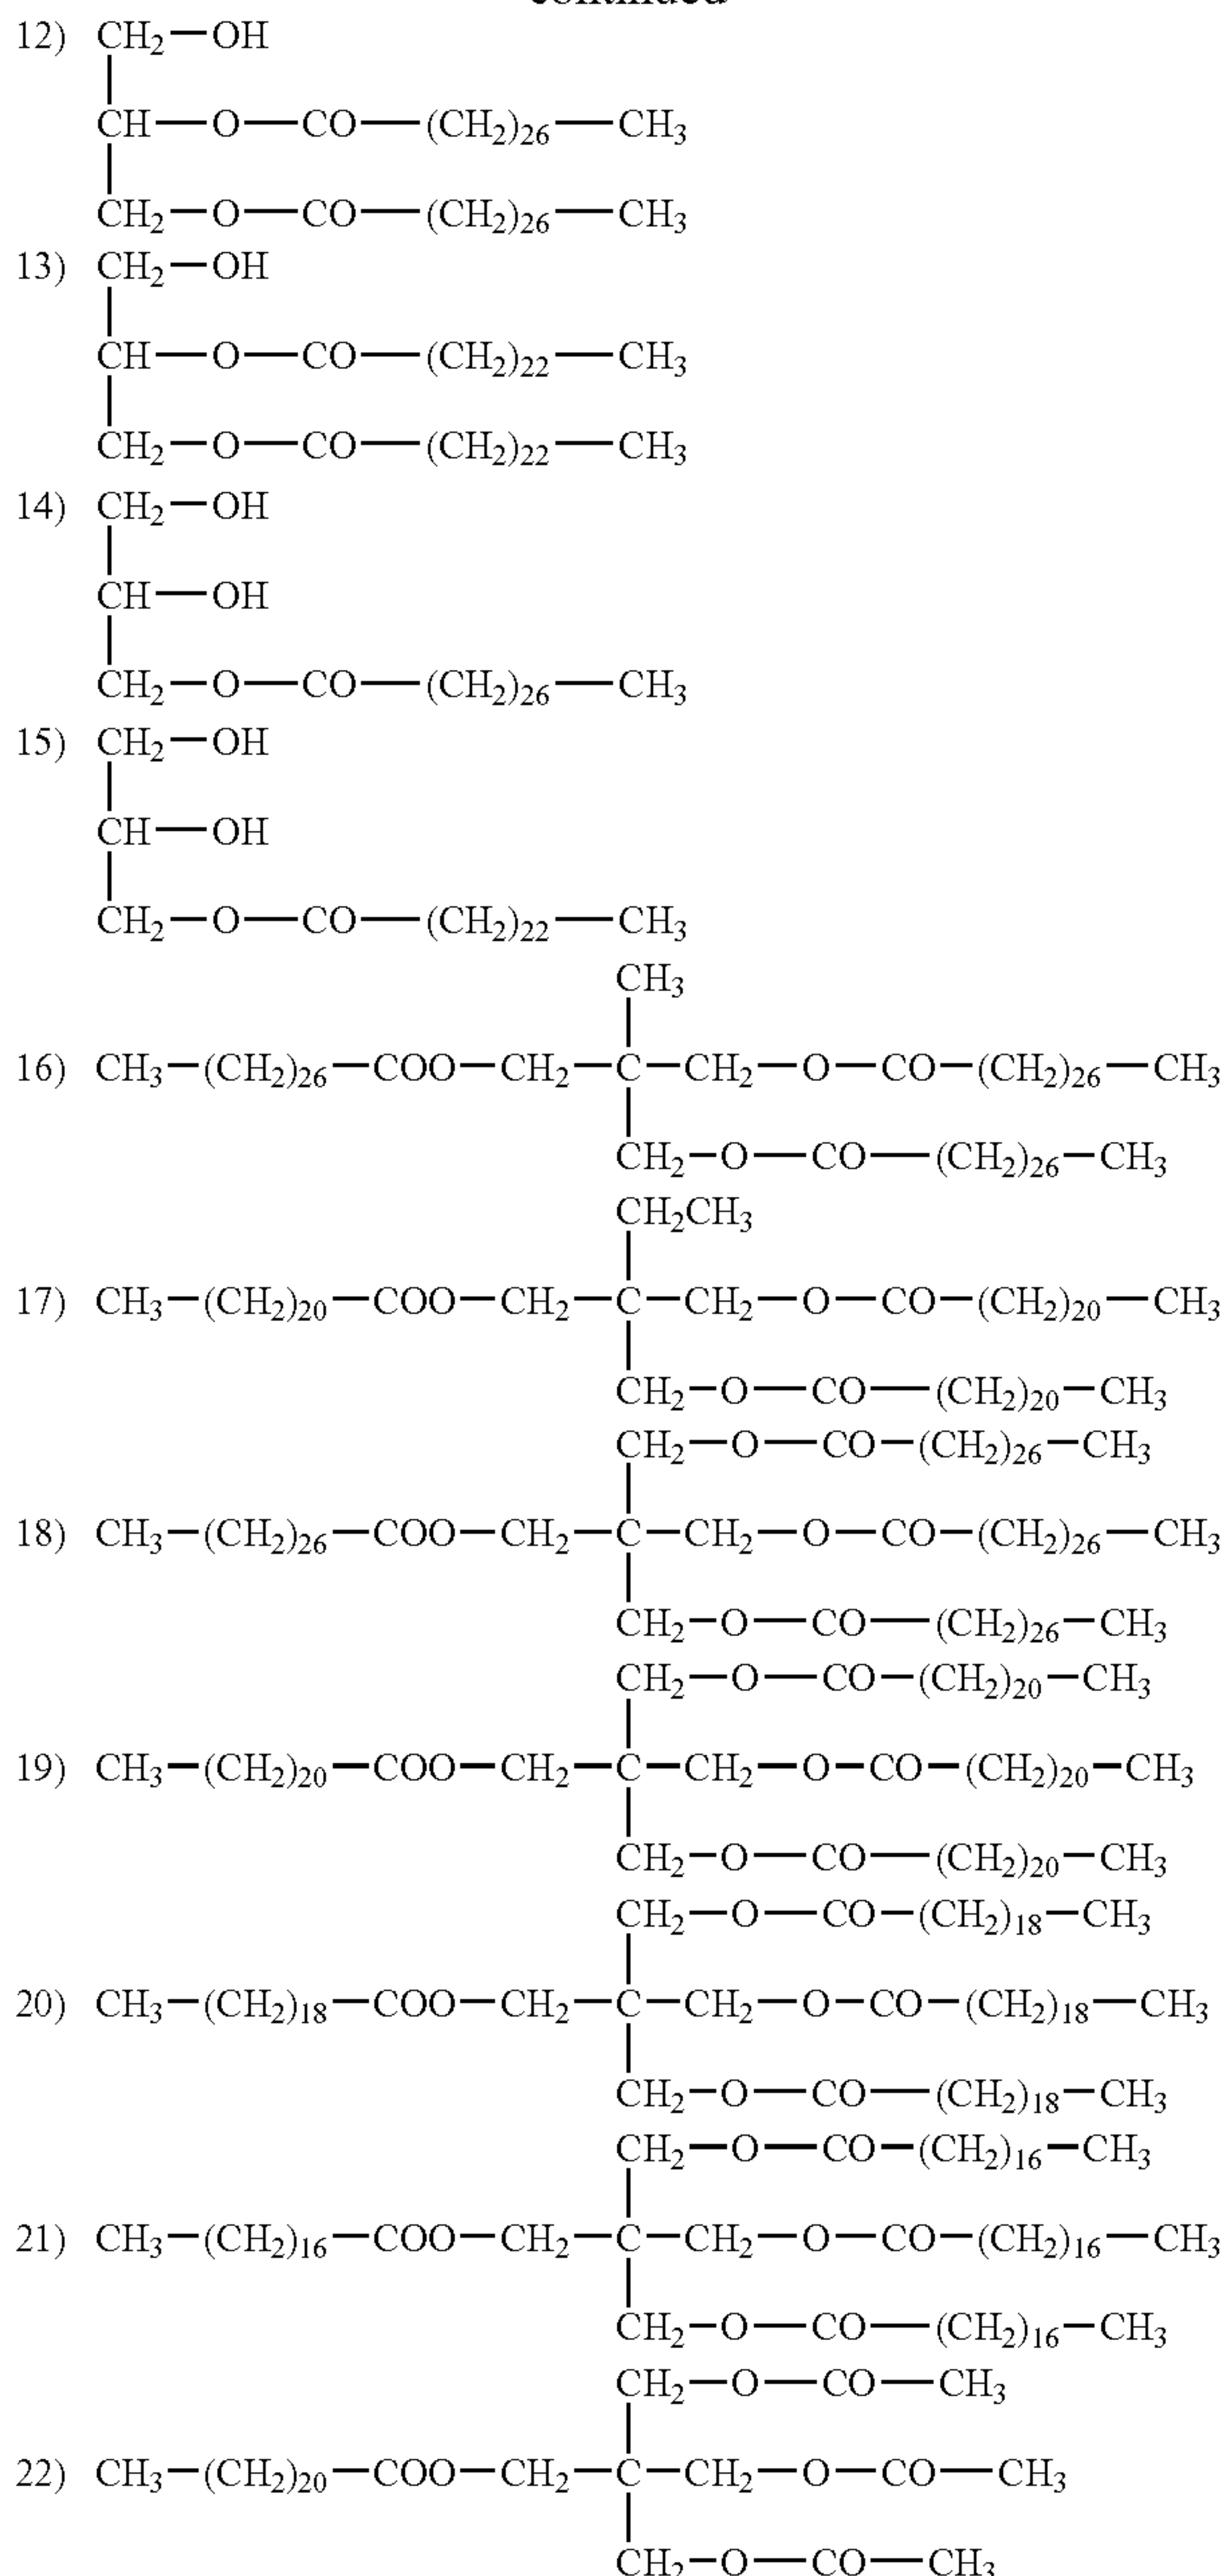 continued
12) CH₂—OH
CH—O—CO—(CH₂)₂₆—CH₃
CH₂—O—CO—(CH₂)₂₆—CH₃
13) CH₂—OH
CH—O—CO—(CH₂)₂₂—CH₃
CH₂—O—CO—(CH₂)₂₂—CH₃
14) CH₂—OH
CH—OH
CH₂—O—CO—(CH₂)₂₆—CH₃
15) CH₂—OH
CH—OH
CH₂—O—CO—(CH₂)₂₂—CH₃
CH₃
16) CH₃—(CH₂)₂₆—COO—CH₂—C—CH₂—O—CO—(CH₂)₂₆—CH₃
CH₂—O—CO—(CH₂)₂₆—CH₃
CH₂CH₃
17) CH₃—(CH₂)₂₀—COO—CH₂—C—CH₂—O—CO—(CH₂)₂₀—CH₃
CH₂—O—CO—(CH₂)₂₀—CH₃
CH₂—O—CO—(CH₂)₂₆—CH₃
18) CH₃—(CH₂)₂₆—COO—CH₂—C—CH₂—O—CO—(CH₂)₂₆—CH₃
CH₂—O—CO—(CH₂)₂₆—CH₃
CH₂—O—CO—(CH₂)₂₀—CH₃
19) CH₃—(CH₂)₂₀—COO—CH₂—C—CH₂—O—CO—(CH₂)₂₀—CH₃
CH₂—O—CO—(CH₂)₂₀—CH₃
CH₂—O—CO—(CH₂)₁₈—CH₃
20) CH₃—(CH₂)₁₈—COO—CH₂—C—CH₂—O—CO—(CH₂)₁₈—CH₃
CH₂—O—CO—(CH₂)₁₈—CH₃
CH₂—O—CO—(CH₂)₁₆—CH₃
21) CH₃—(CH₂)₁₆—COO—CH₂—C—CH₂—O—CO—(CH₂)₁₆—CH₃
CH₂—O—CO—(CH₂)₁₆—CH₃
CH₂—O—CO—CH₃
22) CH₃—(CH₂)₂₀—COO—CH₂—C—CH₂—O—CO—CH₃
CH₂—O—CO—CH₃